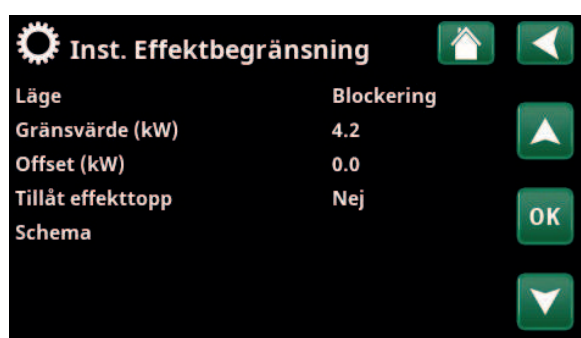 Inst. Effektbegränsning
Läge Blockering
Gränsvärde (kW) 4.2
Offset (kW) 0.0
Tillåt effekttopp Nej
Schema
OK